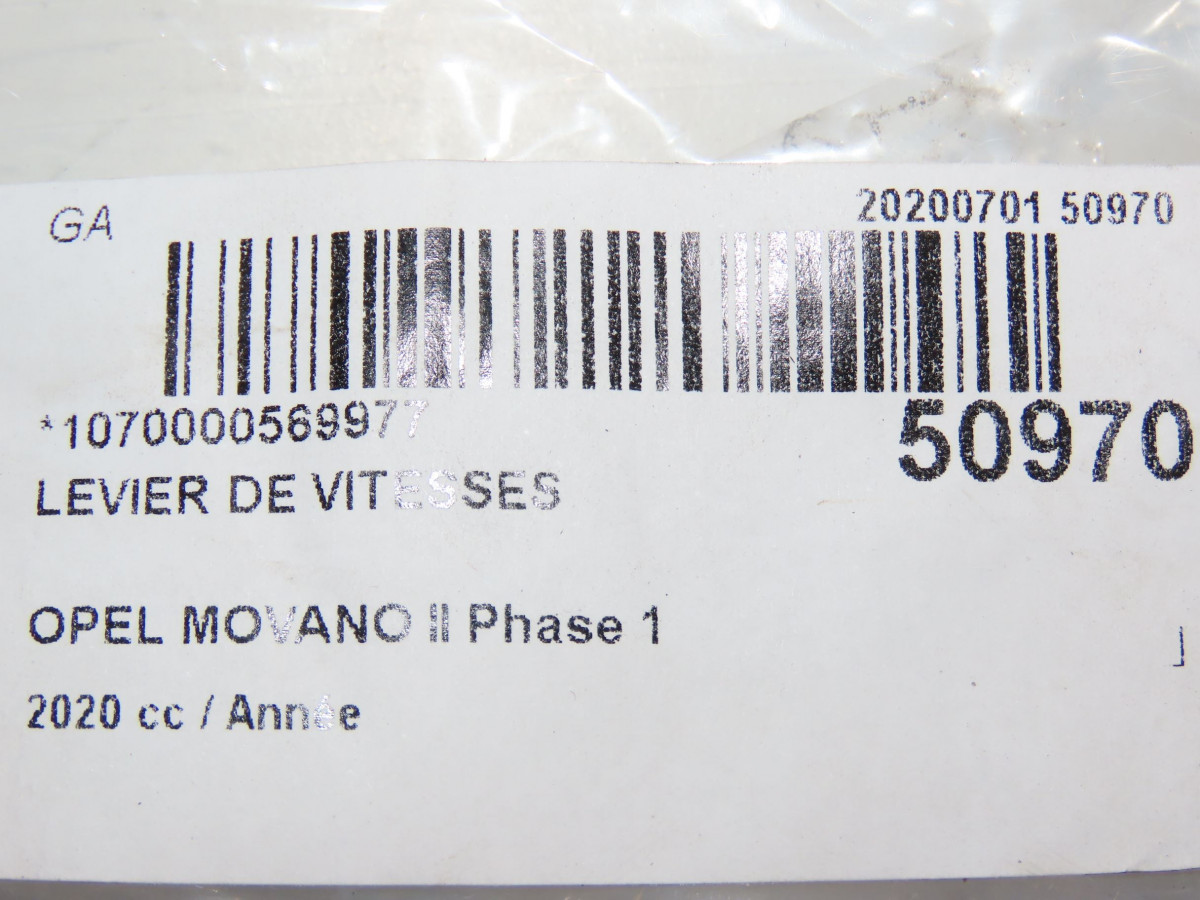 GA
20200701 50970
*1070000569977
50970
LEVIER DE VITESSES
OPEL MOVANO II Phase 1
2020 cc / Année